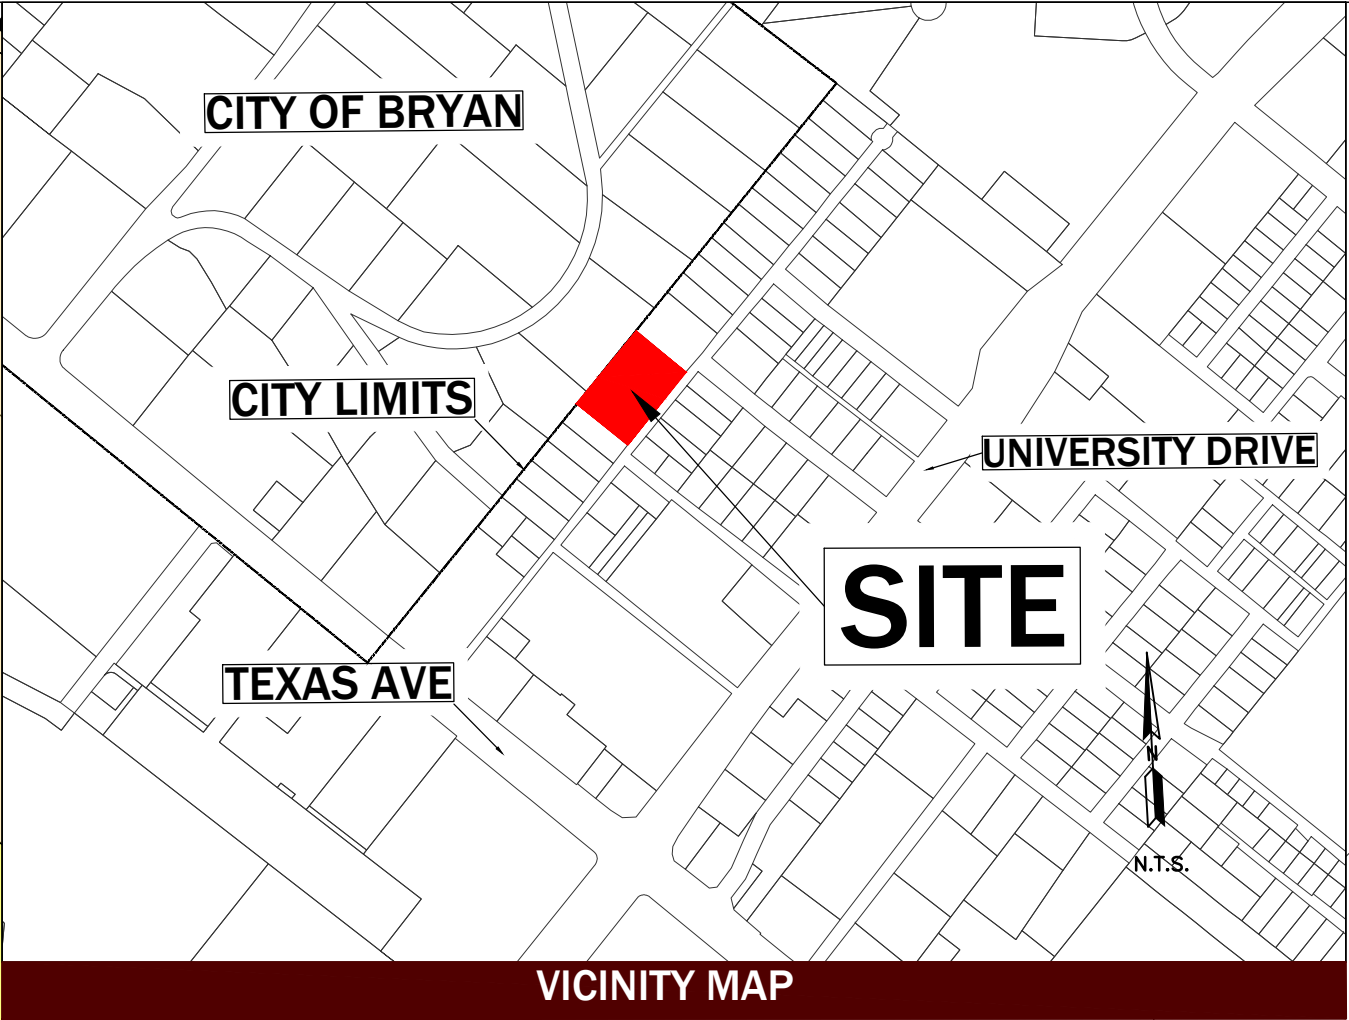 CITY OF BRYAN
CITY LIMITS
UNIVERSITY DRIVE
SITE
TEXAS AVE
N
N.T.S.
VICINITY MAP